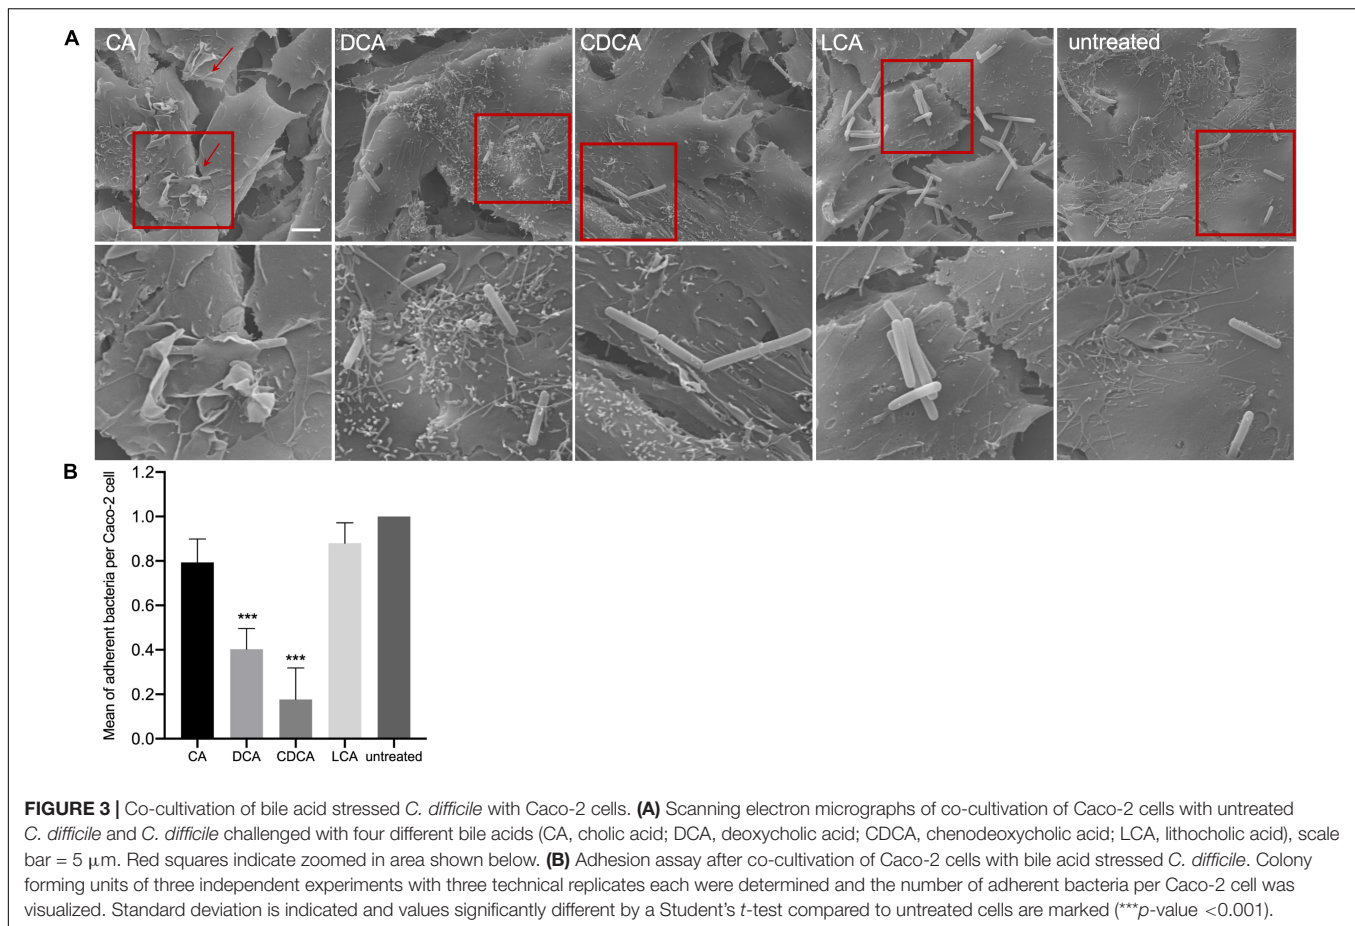 A
CA
DCA
CDCA
LCA
untreated
B
Mean of adherent bacteria per Caco-2 cell
1.2
1.0
0.8
0.6
0.4
0.2
0.0
***
***
CA
DCA
CDCA
LCA
untreated
FIGURE 3 | Co-cultivation of bile acid stressed C. difficile with Caco-2 cells. (A) Scanning electron micrographs of co-cultivation of Caco-2 cells with untreated
C. difficile and C. difficile challenged with four different bile acids (CA, cholic acid; DCA, deoxycholic acid; CDCA, chenodeoxycholic acid; LCA, lithocholic acid), scale
bar = 5 μm. Red squares indicate zoomed in area shown below. (B) Adhesion assay after co-cultivation of Caco-2 cells with bile acid stressed C. difficile. Colony
forming units of three independent experiments with three technical replicates each were determined and the number of adherent bacteria per Caco-2 cell was
visualized. Standard deviation is indicated and values significantly different by a Student's t-test compared to untreated cells are marked (***p-value <0.001).